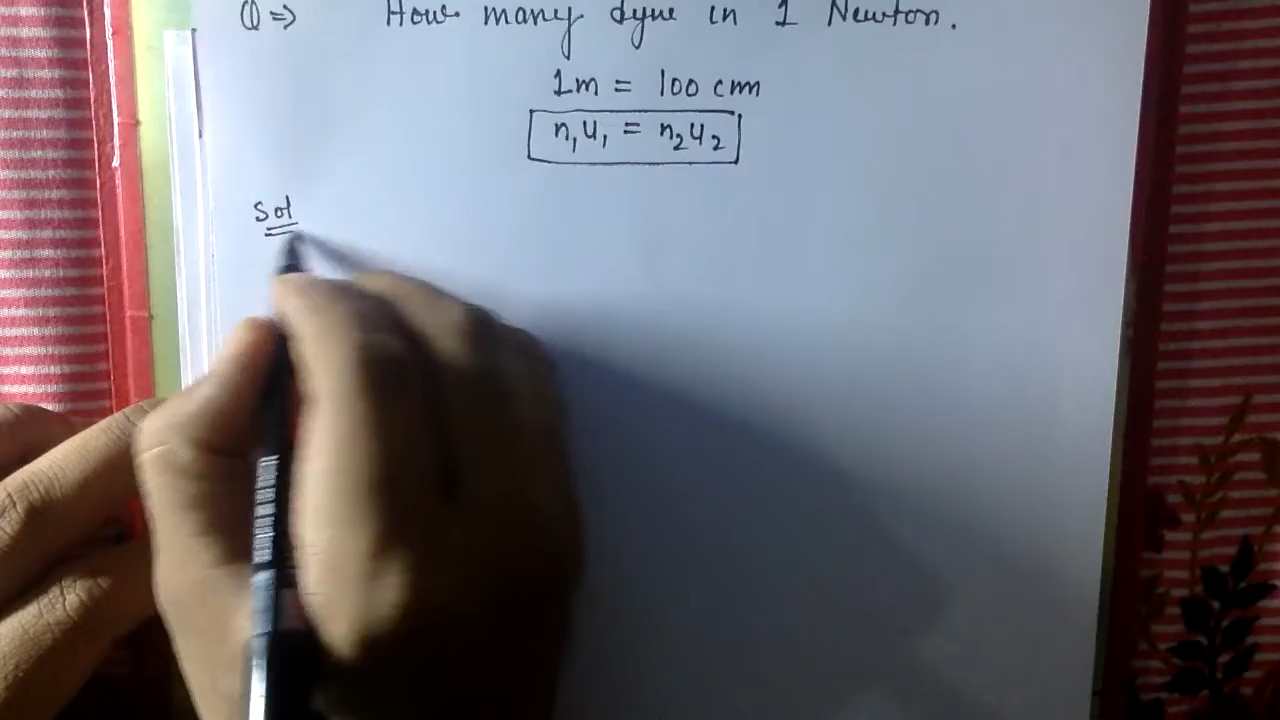 Q => How many dyne in 1 Newton.
1m = 100 cm
n₁u₁ = n₂u₂
Sol